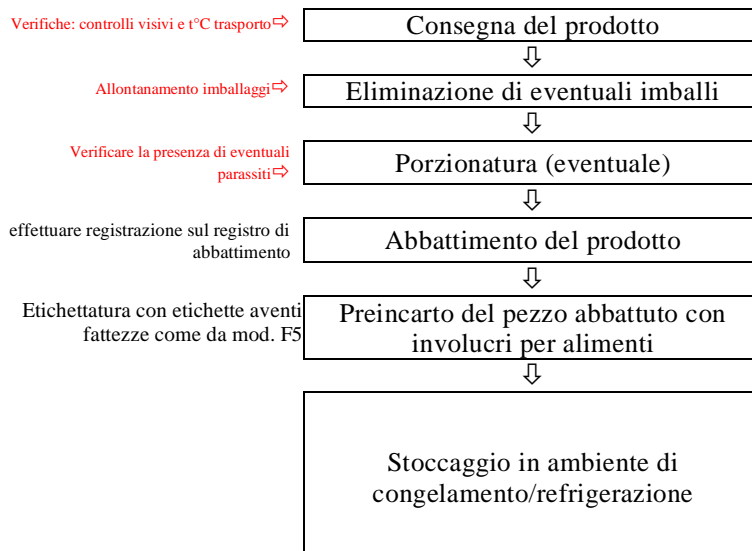 Verifiche: controlli visivi e t°C trasporto⇨
Consegna del prodotto
Allontanamento imballaggi⇨
Eliminazione di eventuali imballi
Verificare la presenza di eventuali
parassiti⇨
Porzionatura (eventuale)
effettuare registrazione sul registro di
abbattimento
Abbattimento del prodotto
Etichettatura con etichette aventi
fattezze come da mod. F5
Preincarto del pezzo abbattuto con
involucri per alimenti
Stoccaggio in ambiente di
congelamento/refrigerazione